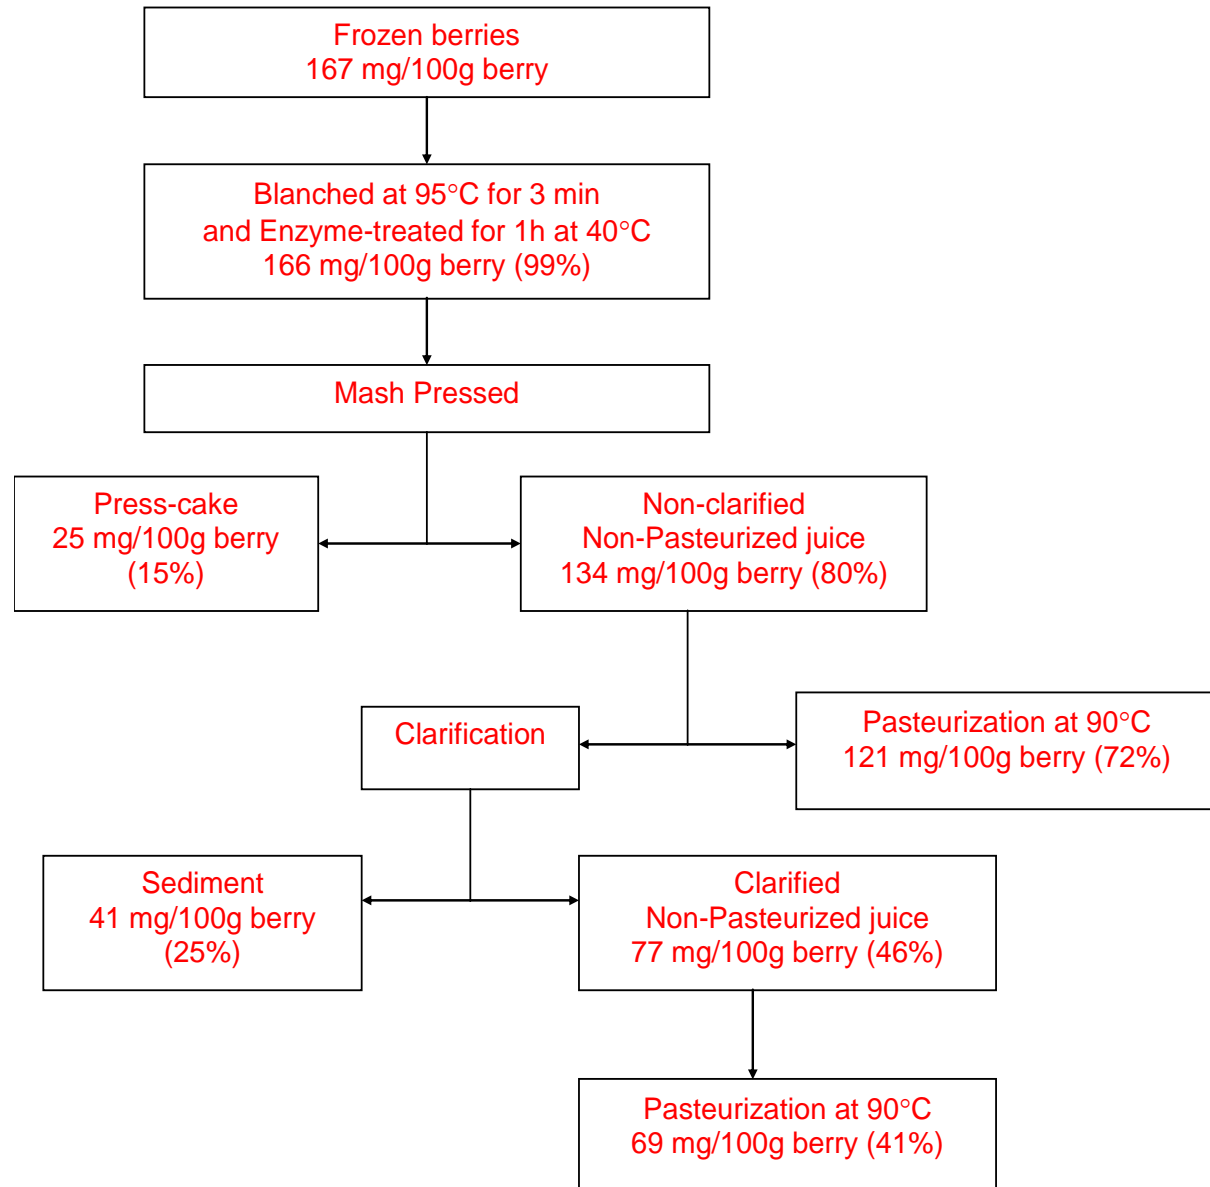 Frozen berries
167 mg/100g berry
Blanched at 95°C for 3 min
and Enzyme-treated for 1h at 40°C
166 mg/100g berry (99%)
Mash Pressed
Press-cake
25 mg/100g berry
(15%)
Non-clarified
Non-Pasteurized juice
134 mg/100g berry (80%)
Clarification
Pasteurization at 90°C
121 mg/100g berry (72%)
Sediment
41 mg/100g berry
(25%)
Clarified
Non-Pasteurized juice
77 mg/100g berry (46%)
Pasteurization at 90°C
69 mg/100g berry (41%)